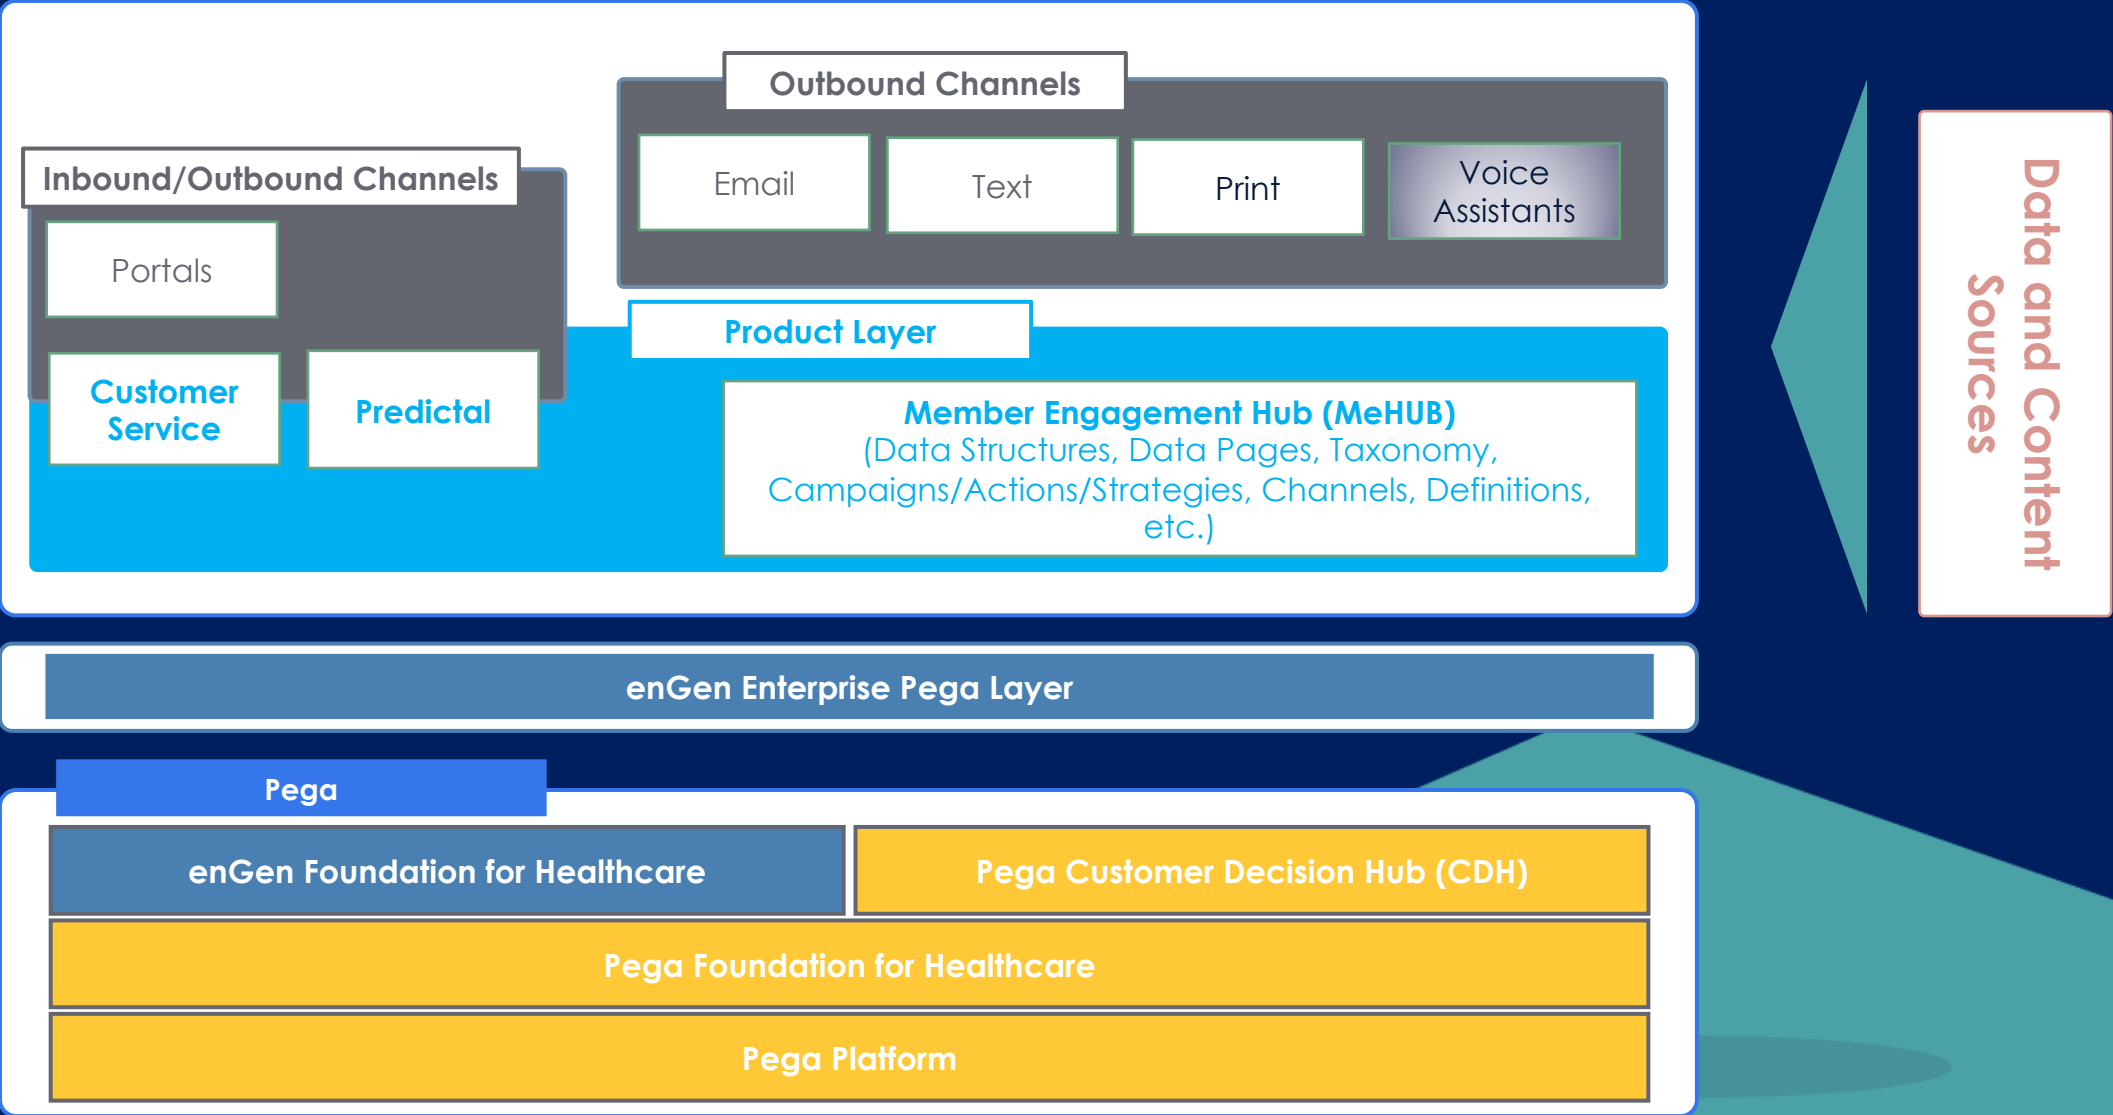 Outbound Channels
Email
Text
Print
Voice
Assistants
Inbound/Outbound Channels
Portals
Customer
Service
Predictal
Product Layer
Member Engagement Hub (MeHUB)
(Data Structures, Data Pages, Taxonomy,
Campaigns/Actions/Strategies, Channels, Definitions,
etc.)
Data and Content
Sources
enGen Enterprise Pega Layer
Pega
enGen Foundation for Healthcare
Pega Customer Decision Hub (CDH)
Pega Foundation for Healthcare
Pega Platform